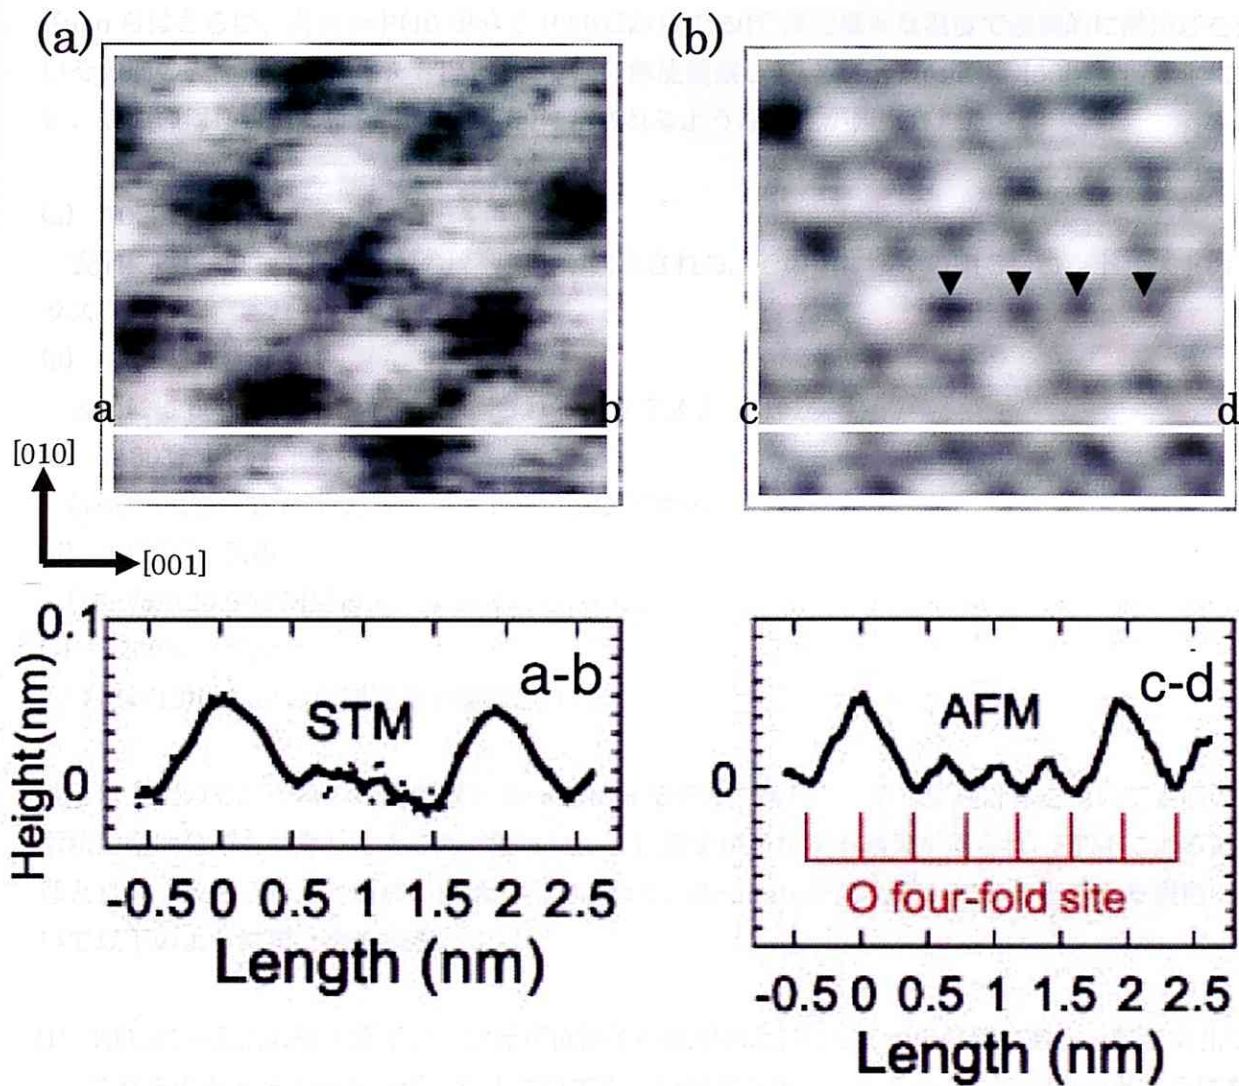 (a)
(b)
a
b
c
d
[010]
[001]
0.1
0
Height(nm)
a-b
STM
-0.5 0 0.5 1 1.5 2 2.5
Length (nm)
c-d
AFM
0
O four-fold site
-0.5 0 0.5 1 1.5 2 2.5
Length (nm)